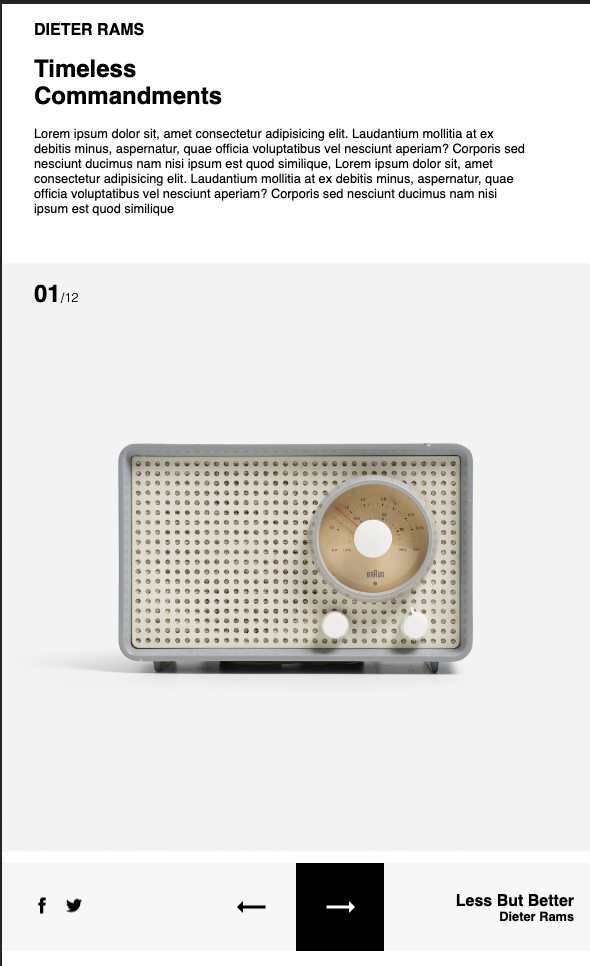 DIETER RAMS
Timeless
Commandments
Lorem ipsum dolor sit, amet consectetur adipisicing elit. Laudantium mollitia at ex
debitis minus, aspernatur, quae officia voluptatibus vel nesciunt aperiam? Corporis sed
nesciunt ducimus nam nisi ipsum est quod similique, Lorem ipsum dolor sit, amet
consectetur adipisicing elit. Laudantium mollitia at ex debitis minus, aspernatur, quae
officia voluptatibus vel nesciunt aperiam? Corporis sed nesciunt ducimus nam nisi
ipsum est quod similique
01/12
BRAUN
Less But Better
Dieter Rams